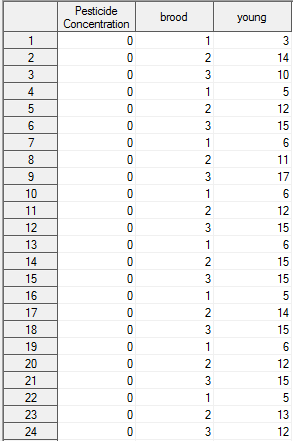 Pesticide Concentration brood young
1 0 1 3
2 0 2 14
3 0 3 10
4 0 1 5
5 0 2 12
6 0 3 15
7 0 1 6
8 0 2 11
9 0 3 17
10 0 1 6
11 0 2 12
12 0 3 15
13 0 1 6
14 0 2 15
15 0 3 15
16 0 1 5
17 0 2 14
18 0 3 15
19 0 1 6
20 0 2 12
21 0 3 15
22 0 1 5
23 0 2 13
24 0 3 12